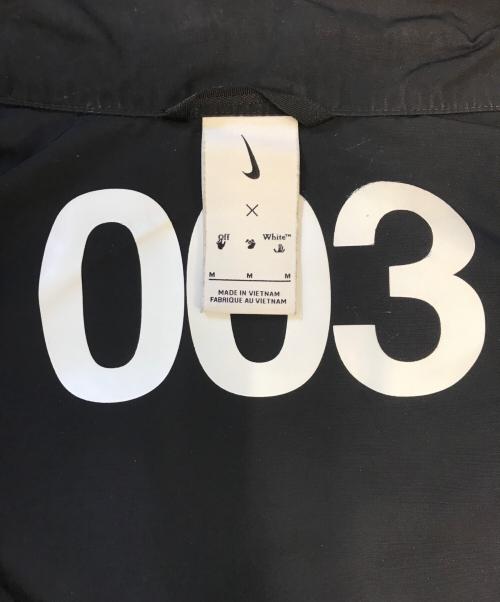 003
×
Off White™
M M M
MADE IN VIETNAM
FABRIQUE AU VIETNAM